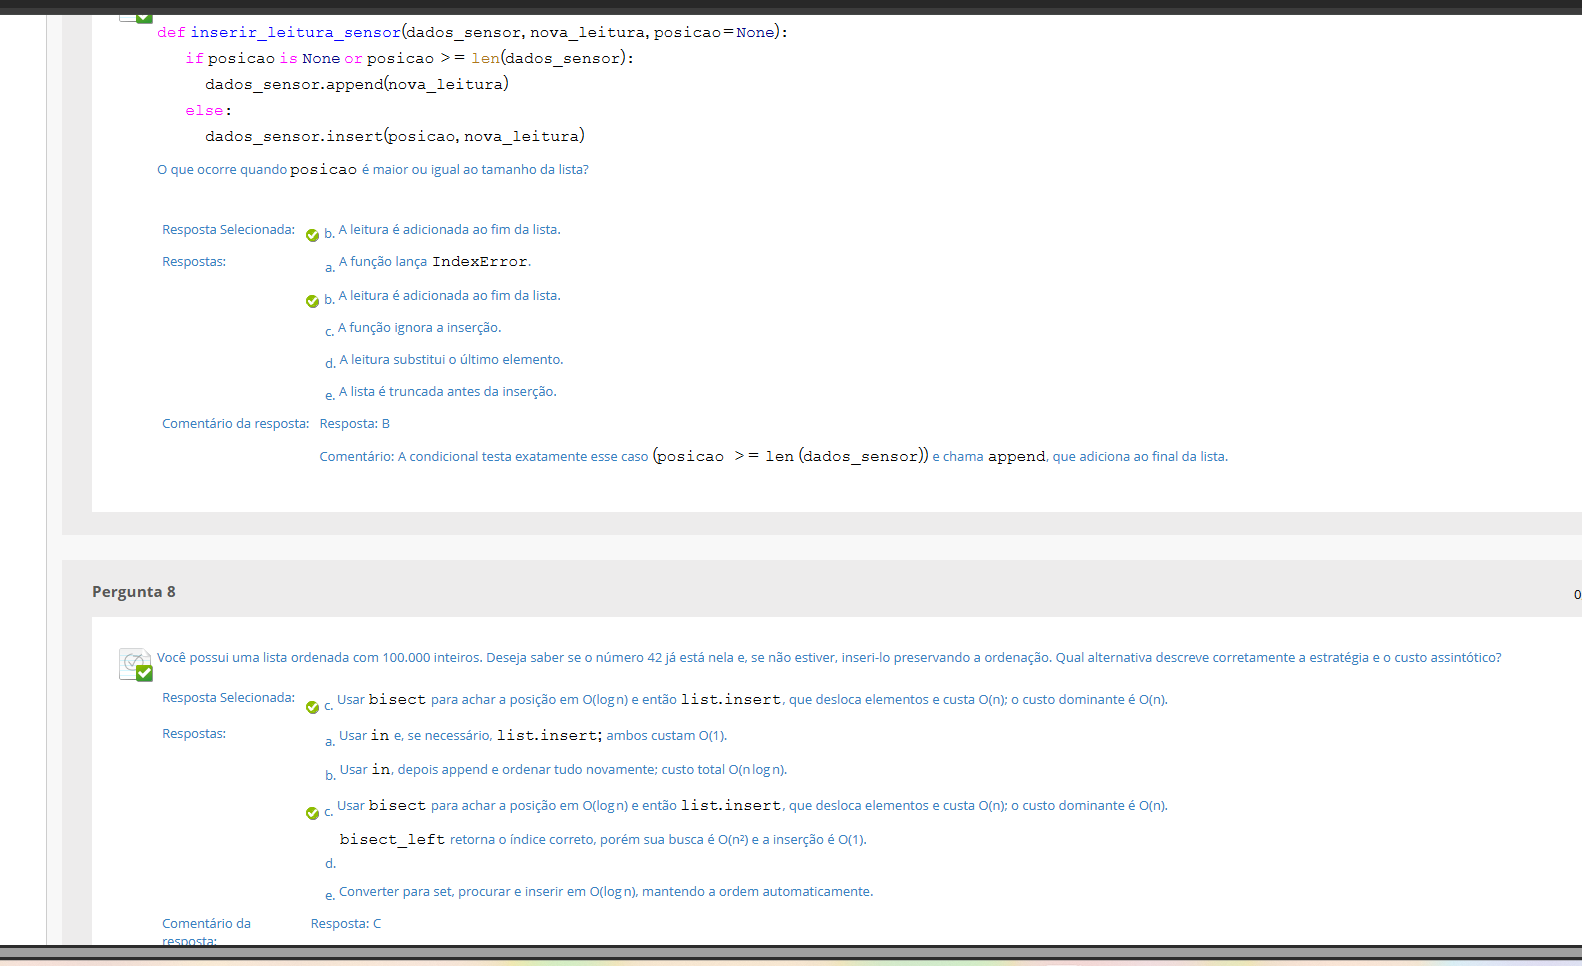 def inserir_leitura_sensor(dados_sensor, nova_leitura, posicao=None):
if posicao is None or posicao >= len(dados_sensor):
dados_sensor.append(nova_leitura)
else:
dados_sensor.insert(posicao, nova_leitura)
O que ocorre quando posicao é maior ou igual ao tamanho da lista?
Resposta Selecionada: b. A leitura é adicionada ao fim da lista.
Respostas: a. A função lança IndexError.
b. A leitura é adicionada ao fim da lista.
c. A função ignora a inserção.
d. A leitura substitui o último elemento.
e. A lista é truncada antes da inserção.
Comentário da resposta: Resposta: B
Comentário: A condicional testa exatamente esse caso (posicao >= len (dados_sensor)) e chama append, que adiciona ao final da lista.
Pergunta 8
0
Você possui uma lista ordenada com 100.000 inteiros. Deseja saber se o número 42 já está nela e, se não estiver, inseri-lo preservando a ordenação. Qual alternativa descreve corretamente a estratégia e o custo assintótico?
Resposta Selecionada: c. Usar bisect para achar a posição em O(log n) e então list.insert, que desloca elementos e custa O(n); o custo dominante é O(n).
Respostas: a. Usar in e, se necessário, list.insert; ambos custam O(1).
b. Usar in, depois append e ordenar tudo novamente; custo total O(n log n).
c. Usar bisect para achar a posição em O(log n) e então list.insert, que desloca elementos e custa O(n); o custo dominante é O(n).
bisect_left retorna o índice correto, porém sua busca é O(n²) e a inserção é O(1).
d.
e. Converter para set, procurar e inserir em O(log n), mantendo a ordem automaticamente.
Comentário da Resposta: C
resposta: